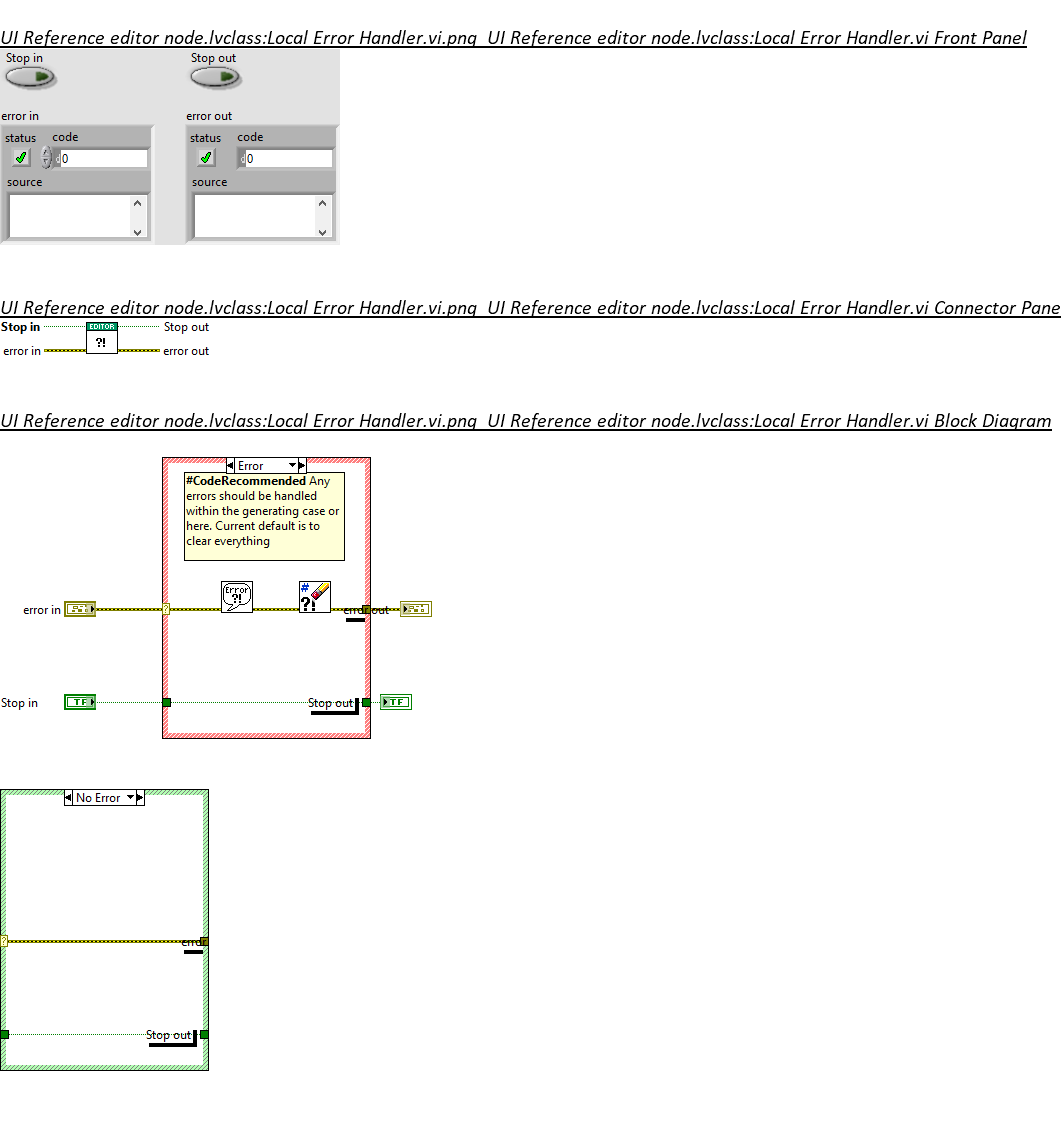 UI Reference editor node.lvclass:Local Error Handler.vi.png UI Reference editor node.lvclass:Local Error Handler.vi Front Panel
Stop in Stop out
error in error out
status code status code
0 0
source source
UI Reference editor node.lvclass:Local Error Handler.vi.png UI Reference editor node.lvclass:Local Error Handler.vi Connector Pane
Stop in EDITOR Stop out
error in ?! error out
UI Reference editor node.lvclass:Local Error Handler.vi.png UI Reference editor node.lvclass:Local Error Handler.vi Block Diagram
Error
#CodeRecommended Any
errors should be handled
within the generating case or
here. Current default is to
clear everything
Error # 
?! ?!
error in ? error out
Stop in TF Stop out TF
No Error
? error
Stop out